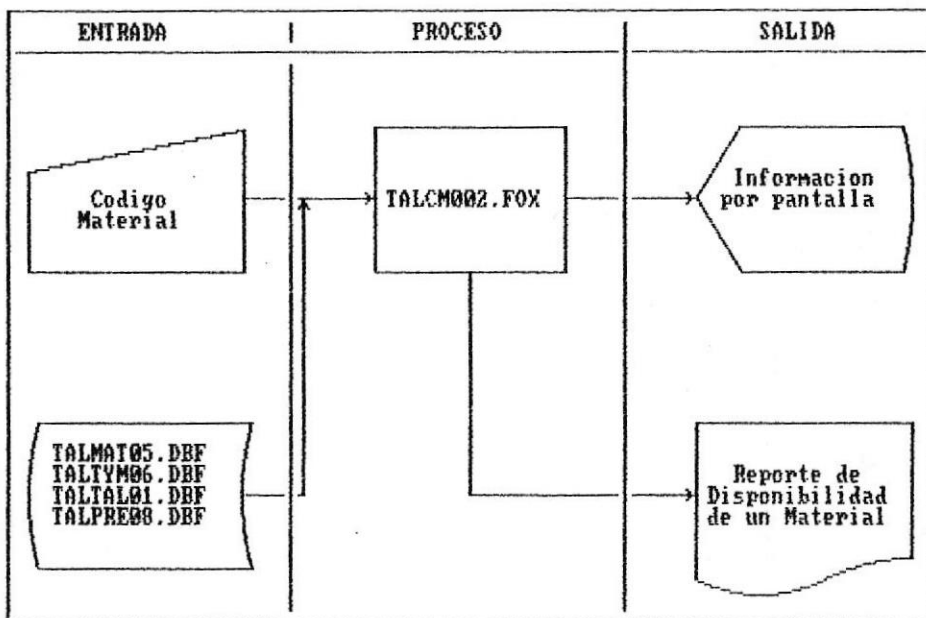 ENTRADA
PROCESO
SALIDA
Codigo
Material
TALCM002.FOX
Informacion
por pantalla
TALMAT05.DBF
TALTYM06.DBF
TALTAL01.DBF
TALPRE08.DBF
Reporte de
Disponibilidad
de un Material